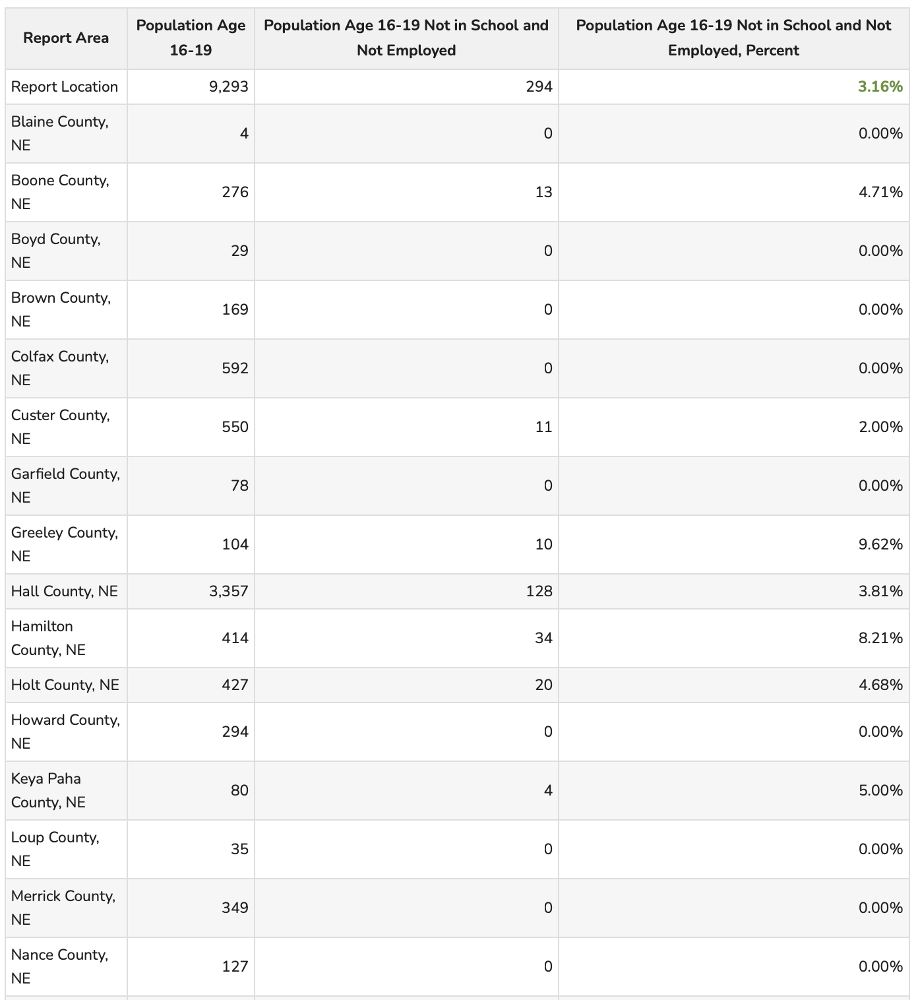 Report Area
Population Age
16-19
Population Age 16-19 Not in School and
Not Employed
Population Age 16-19 Not in School and Not
Employed, Percent
Report Location 9,293 294 3.16%
Blaine County,
NE
4 0 0.00%
Boone County,
NE
276 13 4.71%
Boyd County,
NE
29 0 0.00%
Brown County,
NE
169 0 0.00%
Colfax County,
NE
592 0 0.00%
Custer County,
NE
550 11 2.00%
Garfield County,
NE
78 0 0.00%
Greeley County,
NE
104 10 9.62%
Hall County, NE 3,357 128 3.81%
Hamilton
County, NE
414 34 8.21%
Holt County, NE 427 20 4.68%
Howard County,
NE
294 0 0.00%
Keya Paha
County, NE
80 4 5.00%
Loup County,
NE
35 0 0.00%
Merrick County,
NE
349 0 0.00%
Nance County,
NE
127 0 0.00%